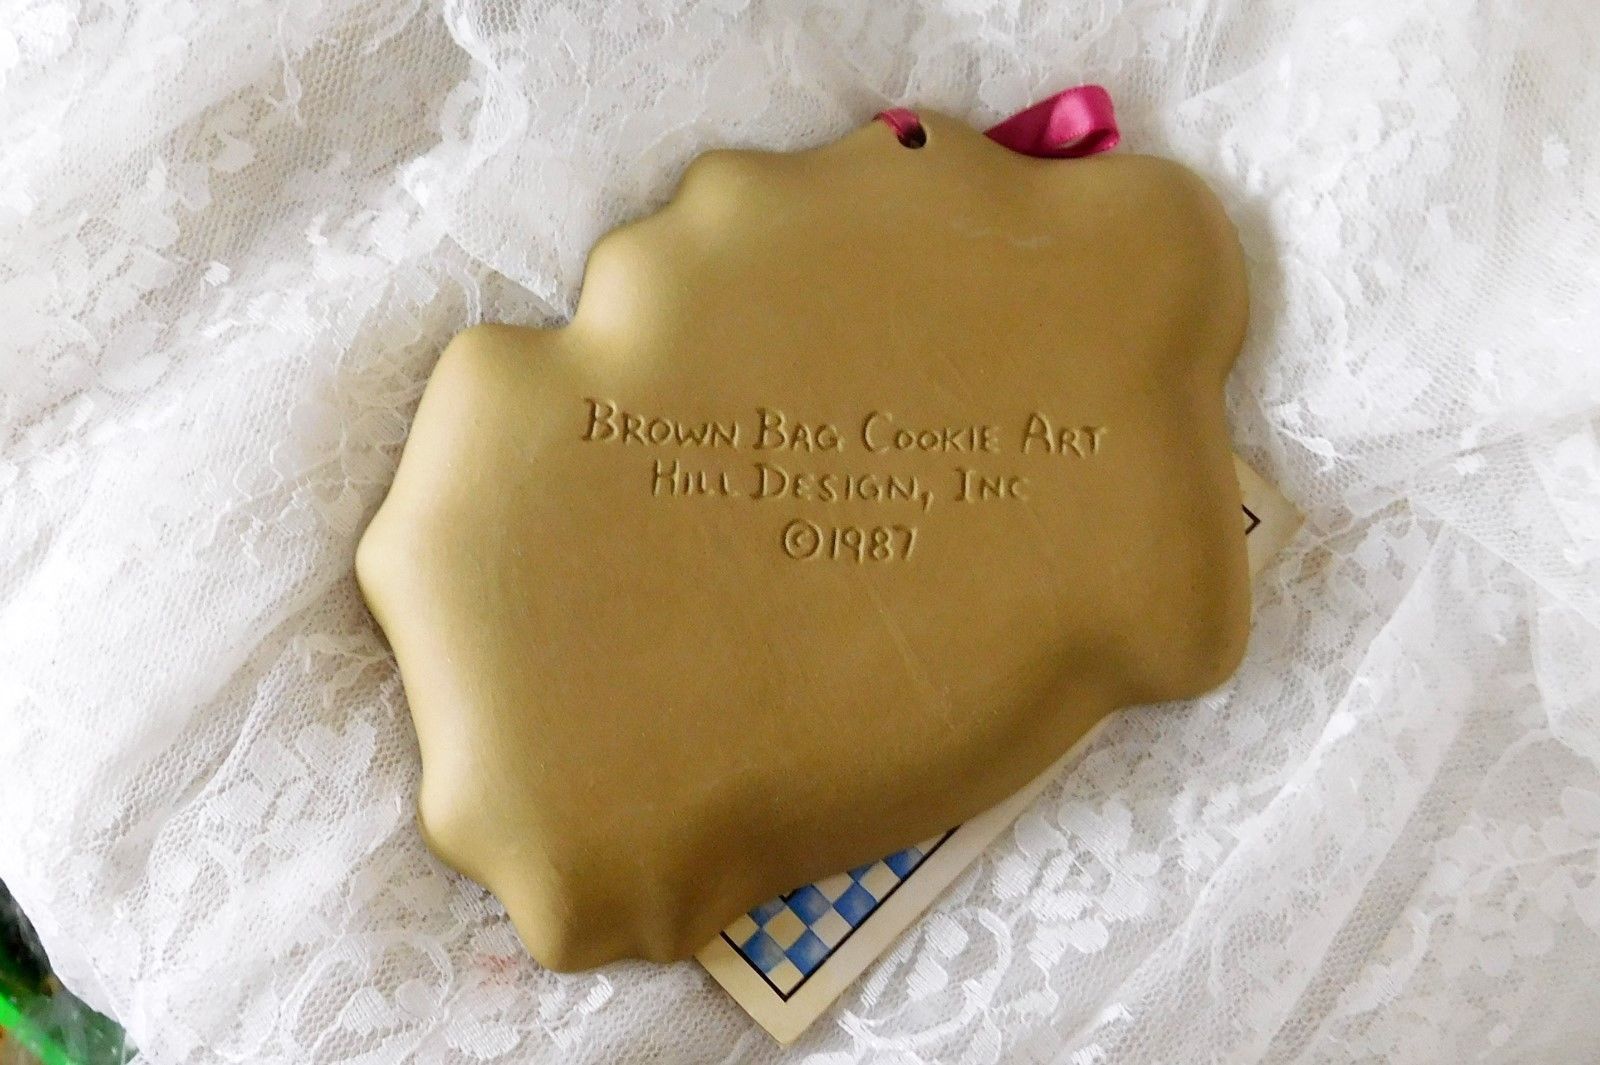 BROWN BAG COOKIE ART
HILL DESIGN, INC
©1987